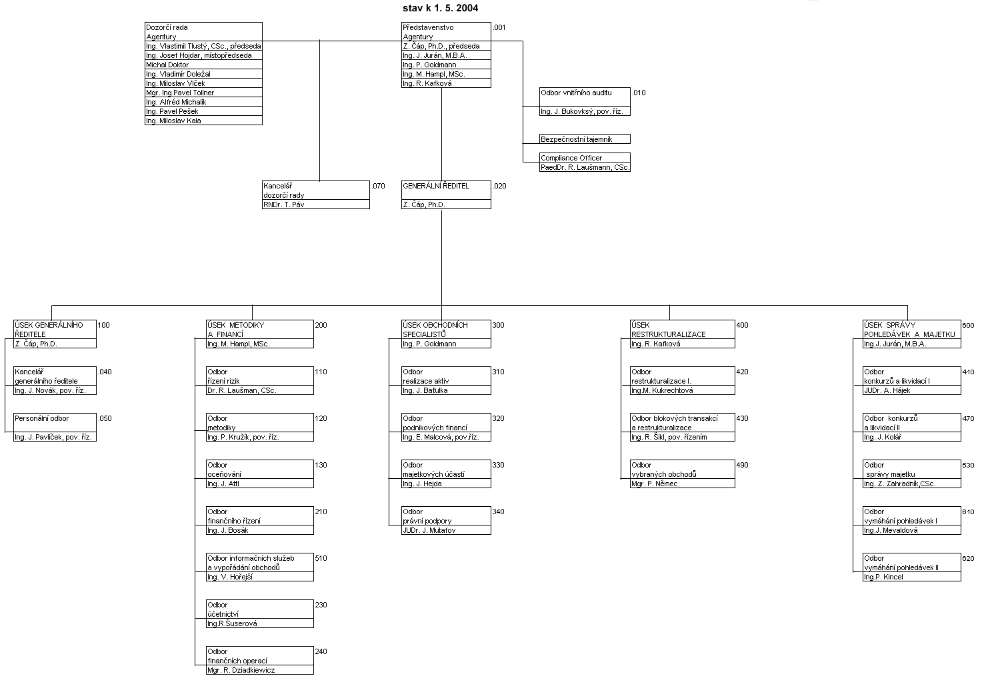 stav k 1. 5. 2004
Dozorčí rada
Agentury
Ing. Vlastimil Tlustý, CSc., předseda
Ing. Josef Hojdar, místopředseda
Michal Doktor
Ing. Vladimír Doležal
Ing. Miloslav Vlček
Mgr. Ing.Pavel Tollner
Ing. Alfréd Michalík
Ing. Pavel Pešek
Ing. Miloslav Kala
Představenstvo .001
Agentury
Z. Čáp, Ph.D., předseda
Ing. J. Jurán, M.B.A.
Ing. P. Goldmann
Ing. M. Hampl, MSc.
Ing. R. Kafková
Odbor vnitřního auditu .010
Ing. J. Bukovksý, pov. říz.
Bezpečnostní tajemník
Compliance Officer
PaedDr. R. Laušmann, CSc.
Kancelář .070
dozorčí rady
RNDr. T. Páv
GENERÁLNÍ ŘEDITEL .020
Z. Čáp, Ph.D.
ÚSEK GENERÁLNÍHO 100
ŘEDITELE
Z. Čáp, Ph.D.
Kancelář .040
generálního ředitele
Ing. J. Novák, pov. říz.
Personální odbor .050
Ing. J. Pavlíček, pov. říz.
ÚSEK METODIKY 200
A FINANCÍ
Ing. M. Hampl, MSc.
Odbor 110
řízení rizik
Dr. R. Laušman, CSc.
Odbor 120
metodiky
Ing. P. Kružík, pov. říz.
Odbor 130
oceňování
Ing. J. Attl
Odbor 210
finančního řízení
Ing. J. Bosák
Odbor informačních služeb 510
a vypořádání obchodů
Ing. V. Hořejší
Odbor 230
účetnictví
Ing.R.Šuserová
Odbor 240
finančních operací
Mgr. R. Dziadkiewicz
ÚSEK OBCHODNÍCH 300
SPECIALISTŮ
Ing. P. Goldmann
Odbor 310
realizace aktiv
Ing. J. Baťulka
Odbor 320
podnikových financí
Ing. E. Malcová, pov.říz.
Odbor 330
majetkových účastí
Ing. J. Hejda
Odbor 340
právní podpory
JUDr. J. Mutafov
ÚSEK 400
RESTRUKTURALIZACE
Ing. R. Kafková
Odbor 420
restrukturalizace I.
Ing.M. Kukrechtová
Odbor blokových transakcí 430
a restrukturalizace
Ing. R. Šikl, pov. řízením
Odbor 490
vybraných obchodů
Mgr. P. Němec
ÚSEK SPRÁVY 600
POHLEDÁVEK A MAJETKU
Ing.J. Jurán, M.B.A.
Odbor 410
konkurzů a likvidací I
JUDr. A. Hájek
Odbor konkurzů 470
a likvidací II
Ing. J. Kolář
Odbor 530
správy majetku
Ing. Z. Zahradník,CSc.
Odbor 610
vymáhání pohledávek I
Ing.J. Mevaldová
Odbor 620
vymáhání pohledávek II
Ing.P. Kincel